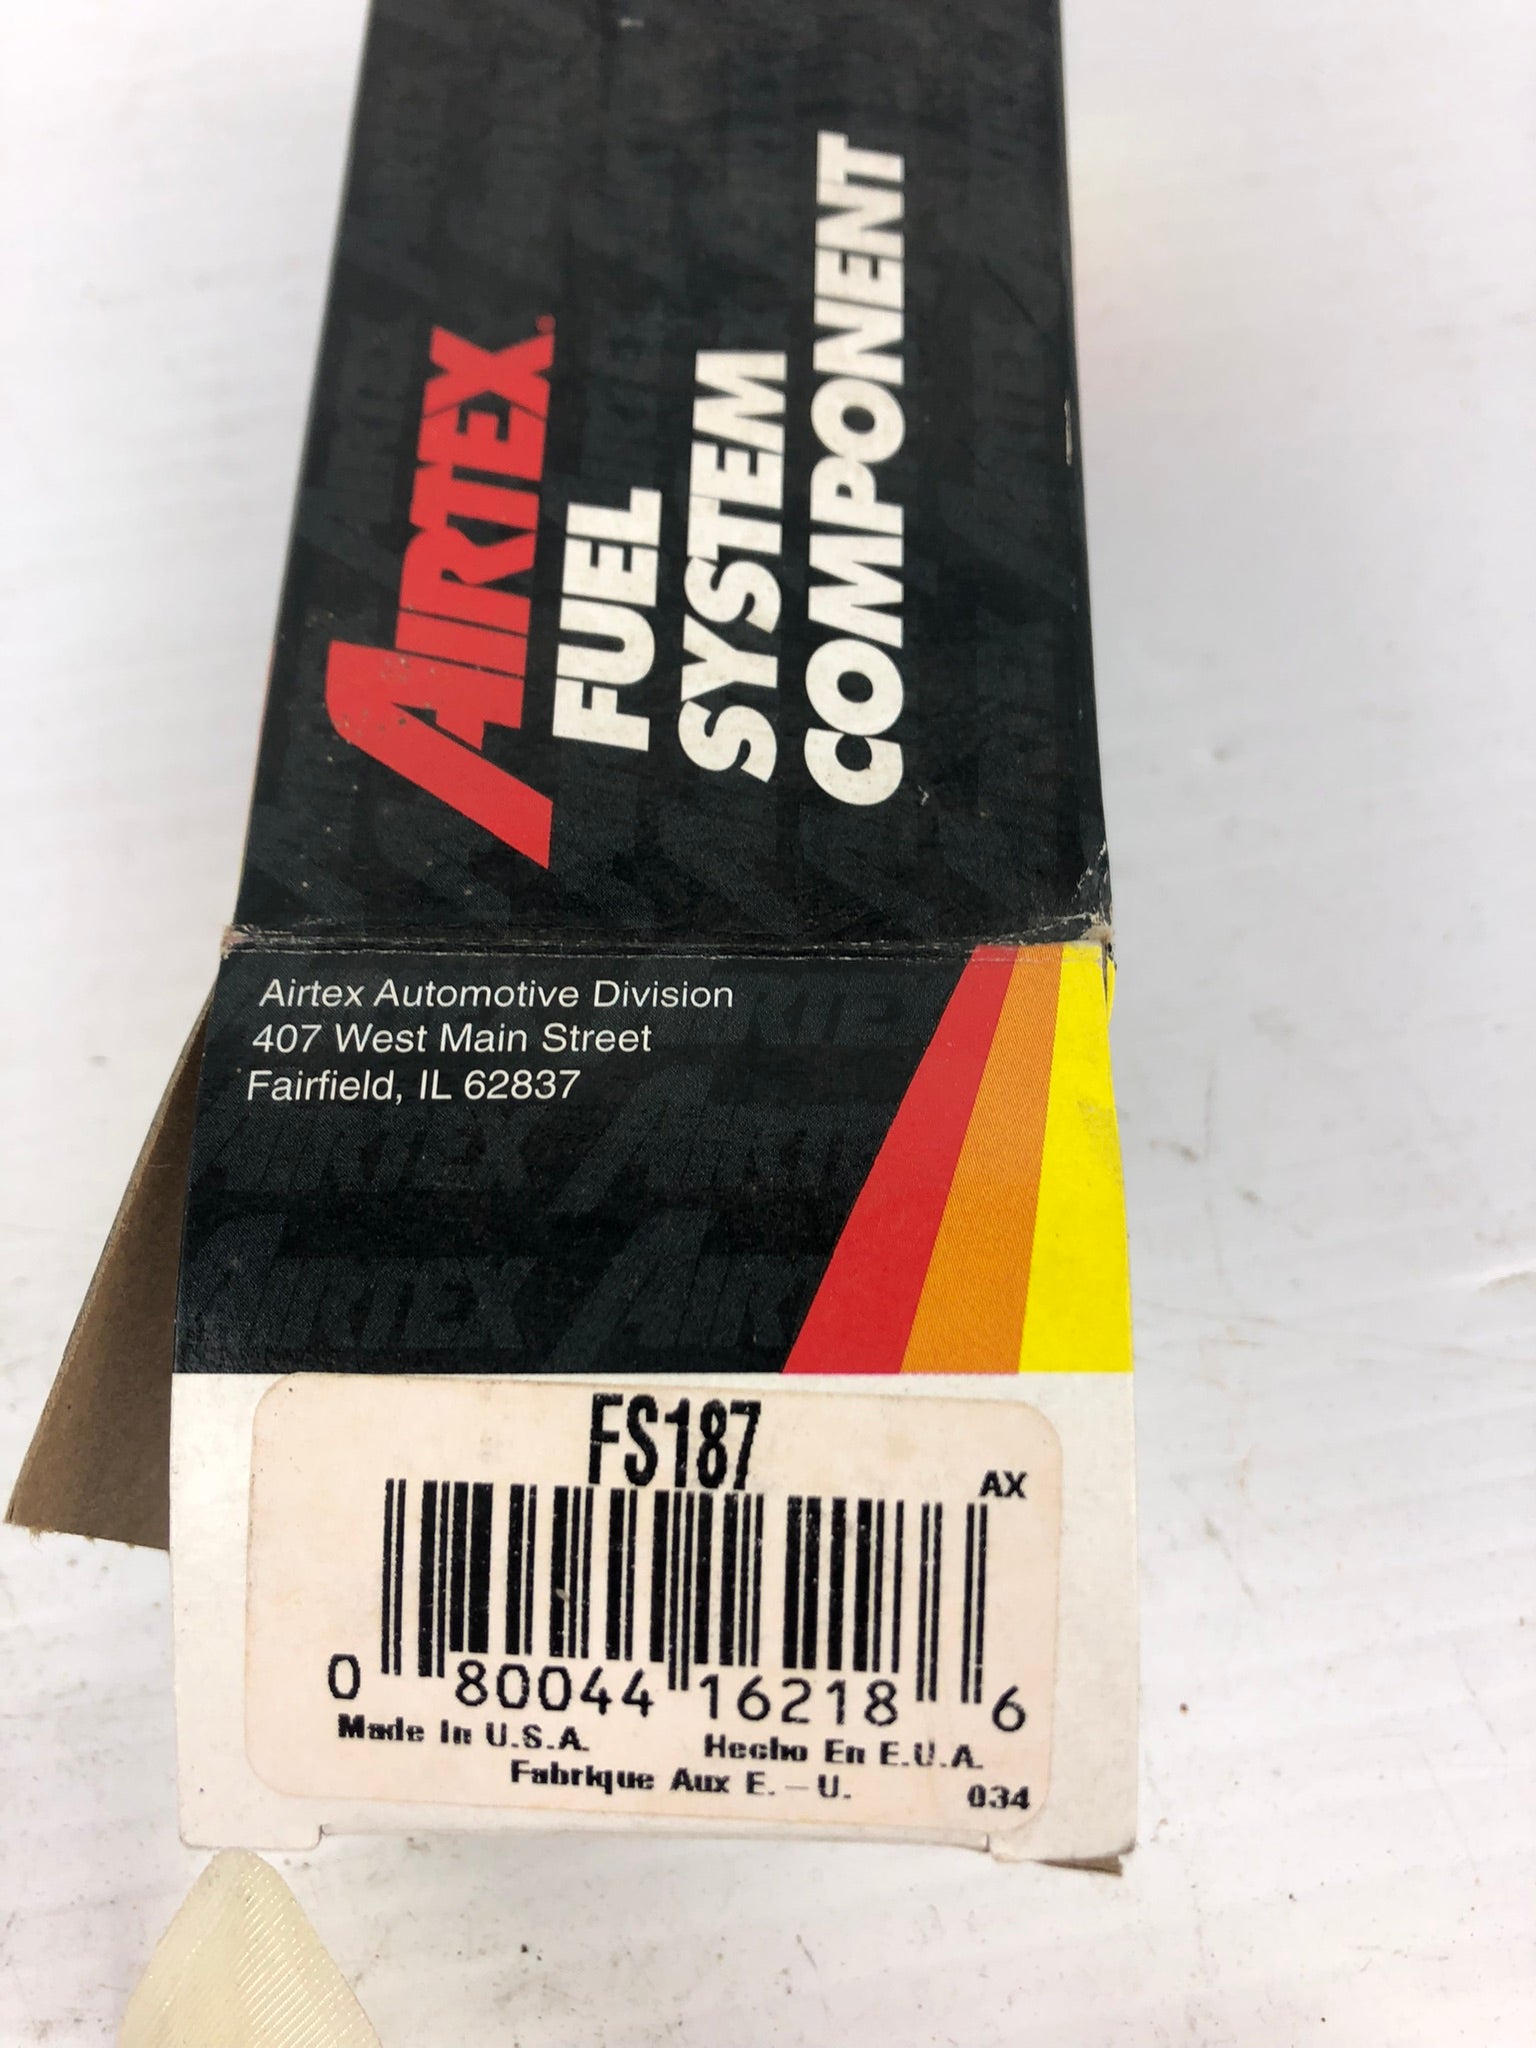 AIRTEX
FUEL
SYSTEM
COMPONENT
Airtex Automotive Division
407 West Main Street
Fairfield, IL 62837
FS187
AX
0 80044 16218 6
Made In U.S.A. Hecho En E.U.A.
Fabrique Aux E. - U. 034